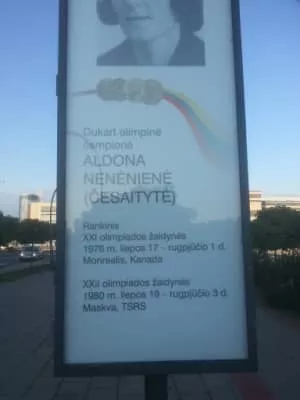 Dukart olimpinė
čempionė
ALDONA
NENĖNIENĖ
(ČESAITYTĖ)
Rankinis
XXI olimpiados žaidynės
1976 m. liepos 17 - rugpjūčio 1 d.
Monrealis, Kanada
XXII olimpiados žaidynės
1980 m. liepos 19 - rugpjūčio 3 d.
Maskva, TSRS